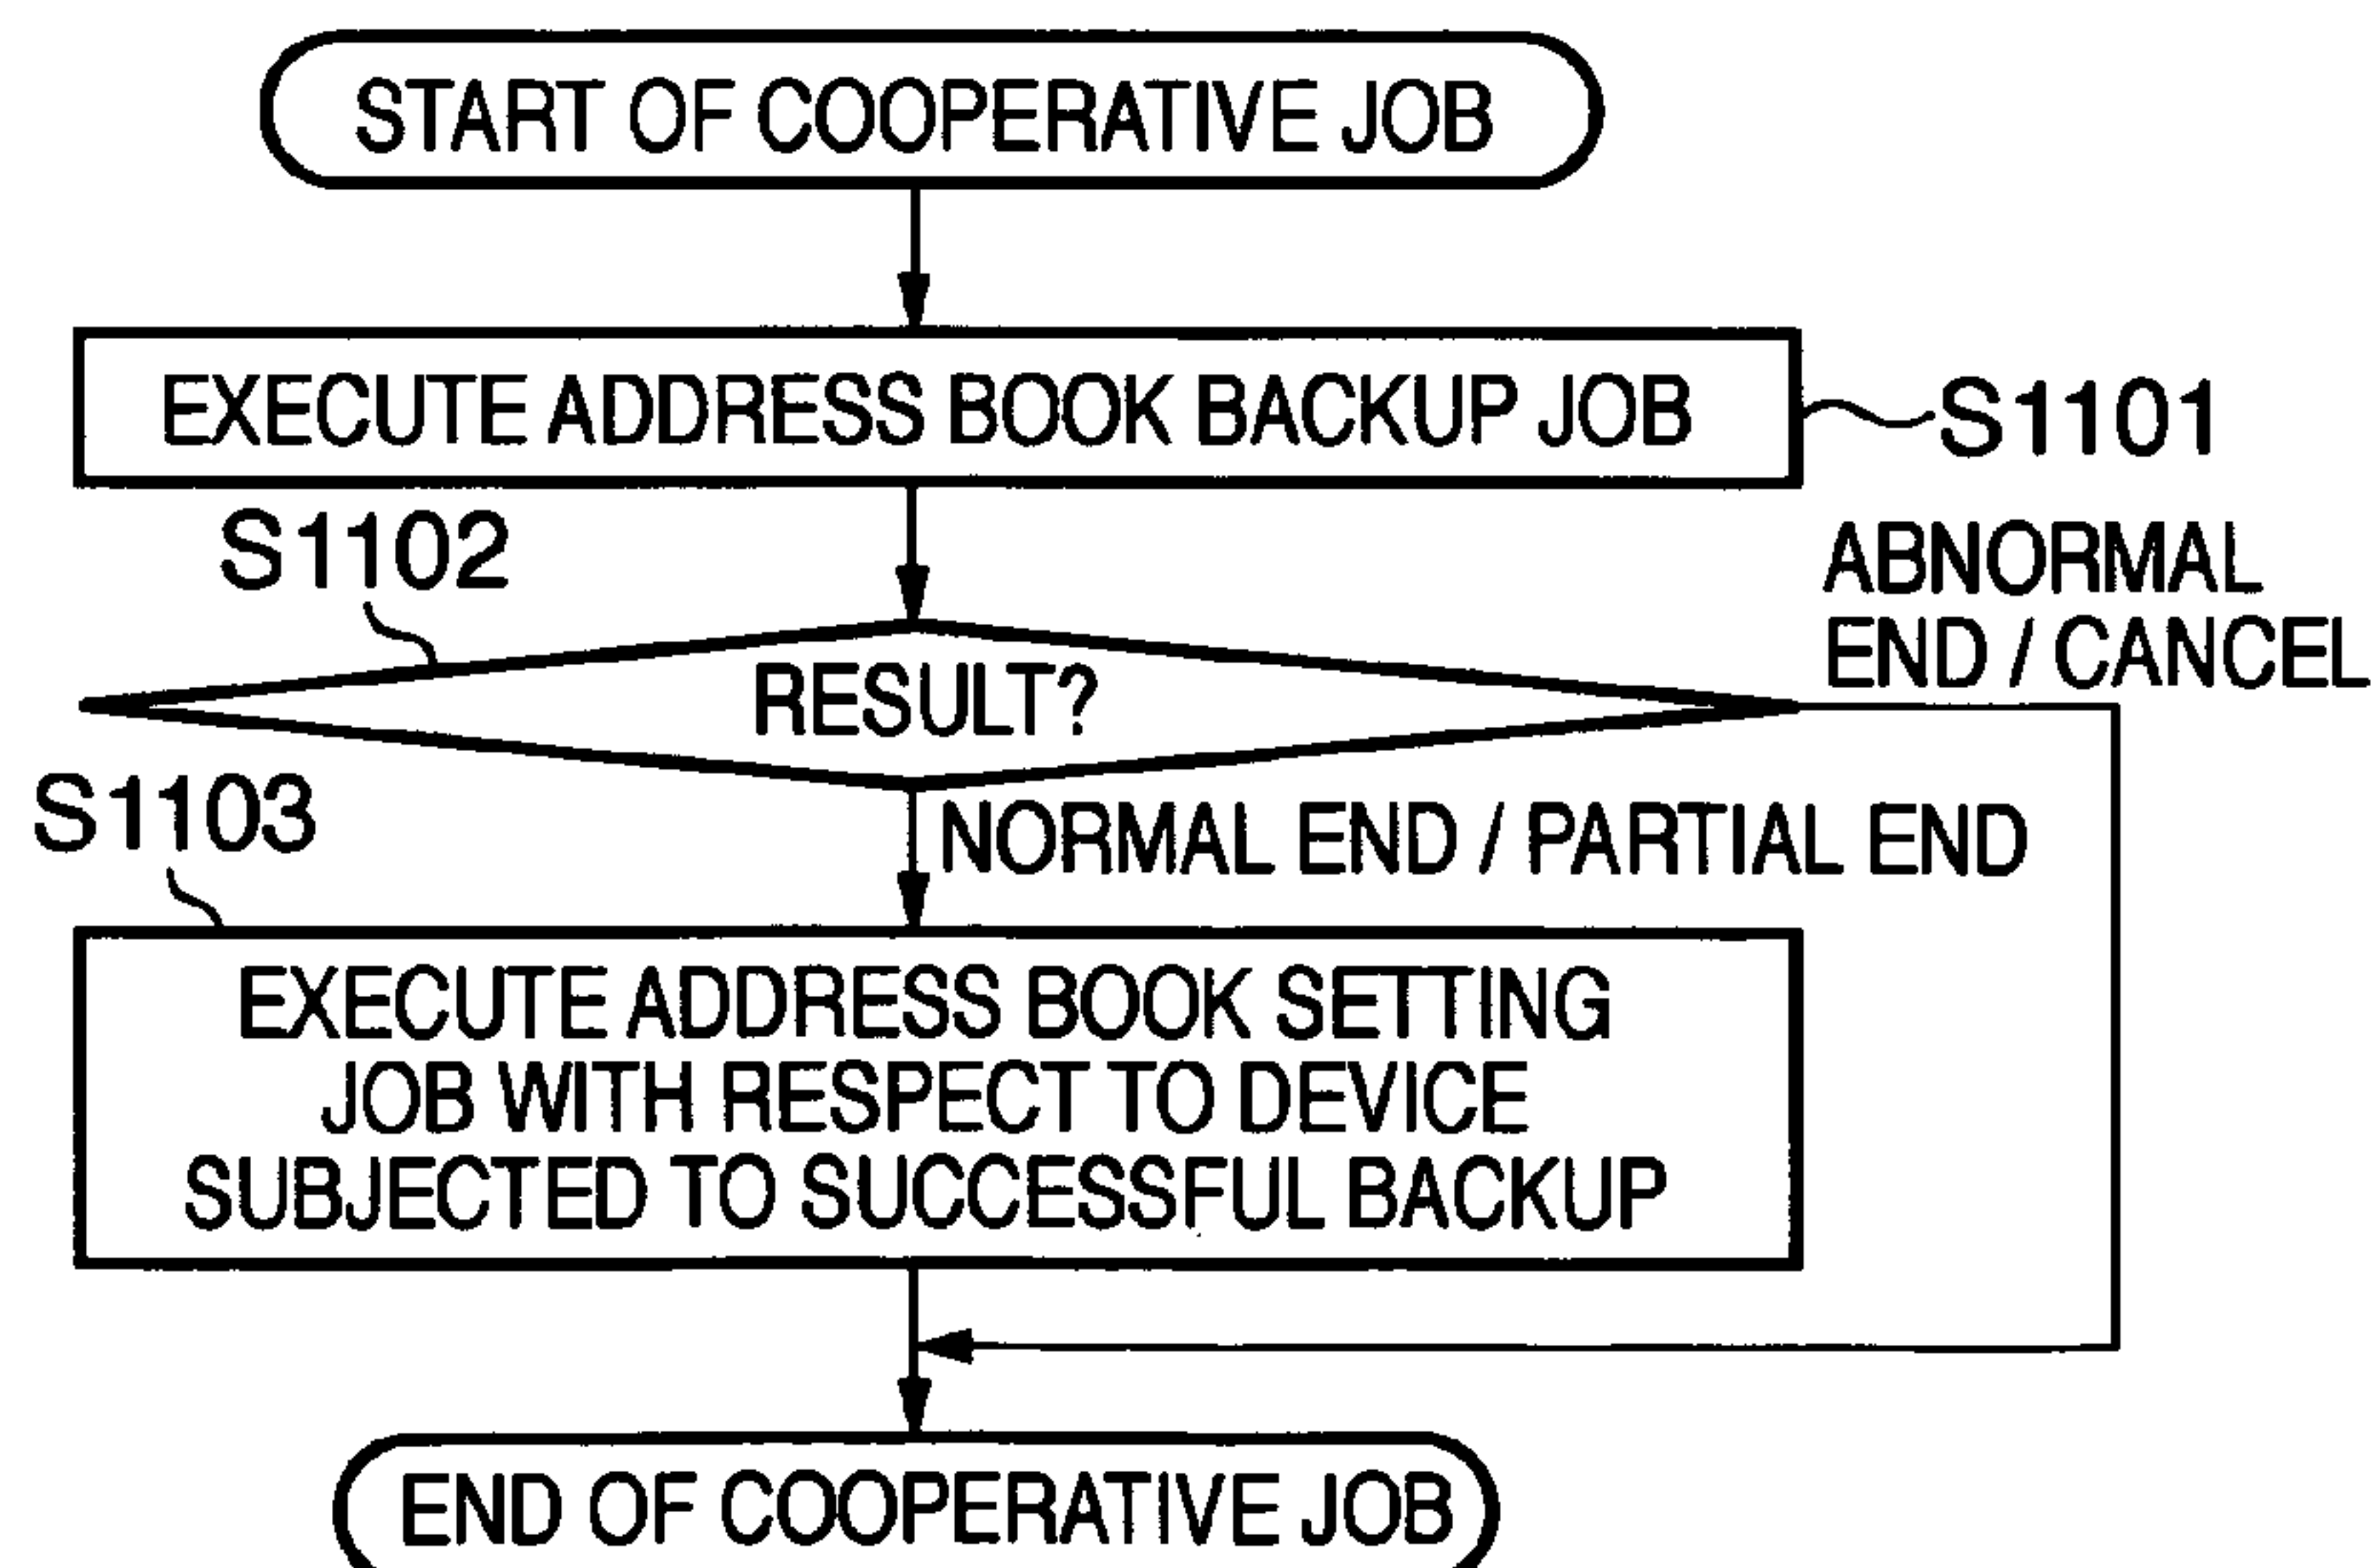 START OF COOPERATIVE JOB
EXECUTE ADDRESS BOOK BACKUP JOB
S1101
S1102
ABNORMAL
END / CANCEL
RESULT?
S1103
NORMAL END / PARTIAL END
EXECUTE ADDRESS BOOK SETTING
JOB WITH RESPECT TO DEVICE
SUBJECTED TO SUCCESSFUL BACKUP
END OF COOPERATIVE JOB